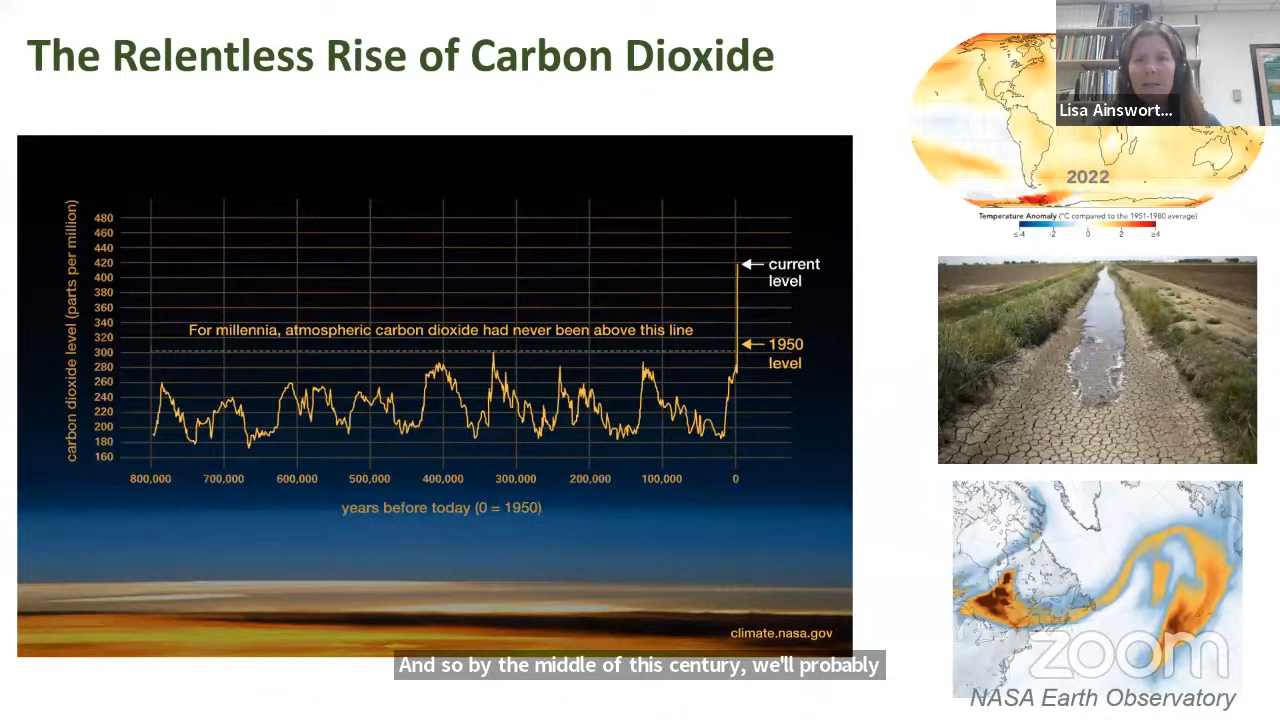 The Relentless Rise of Carbon Dioxide
Lisa Ainswort...
2022
Temperature Anomaly (°C compared to the 1951-1980 average)
≤-4 -2 0 2 ≥4
carbon dioxide level (parts per million)
480
460
440
420
400
380
360
340
320
300
280
260
240
220
200
180
160
current
level
For millennia, atmospheric carbon dioxide had never been above this line
1950
level
800,000 700,000 600,000 500,000 400,000 300,000 200,000 100,000 0
years before today (0 = 1950)
climate.nasa.gov
And so by the middle of this century, we'll probably
zoom
NASA Earth Observatory